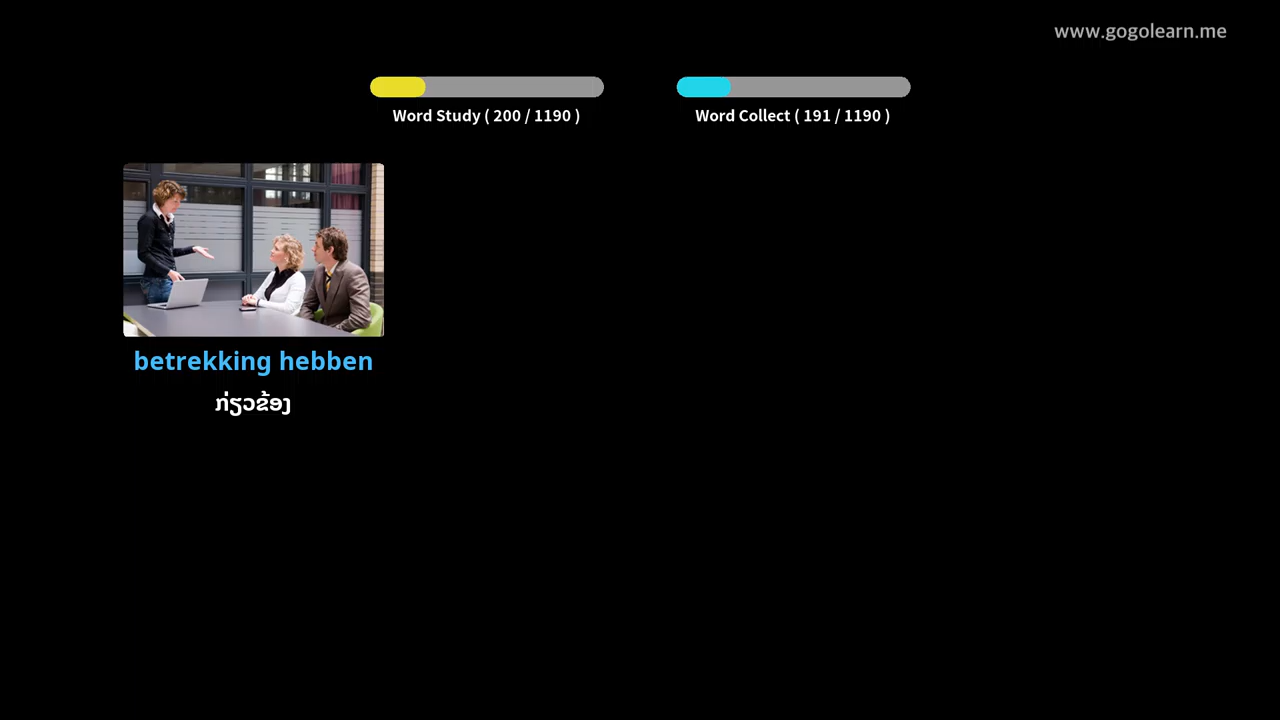 www.gogolearn.me
Word Study ( 200 / 1190 )
Word Collect ( 191 / 1190 )
betrekking hebben
ກ່ຽວຂ້ອງ